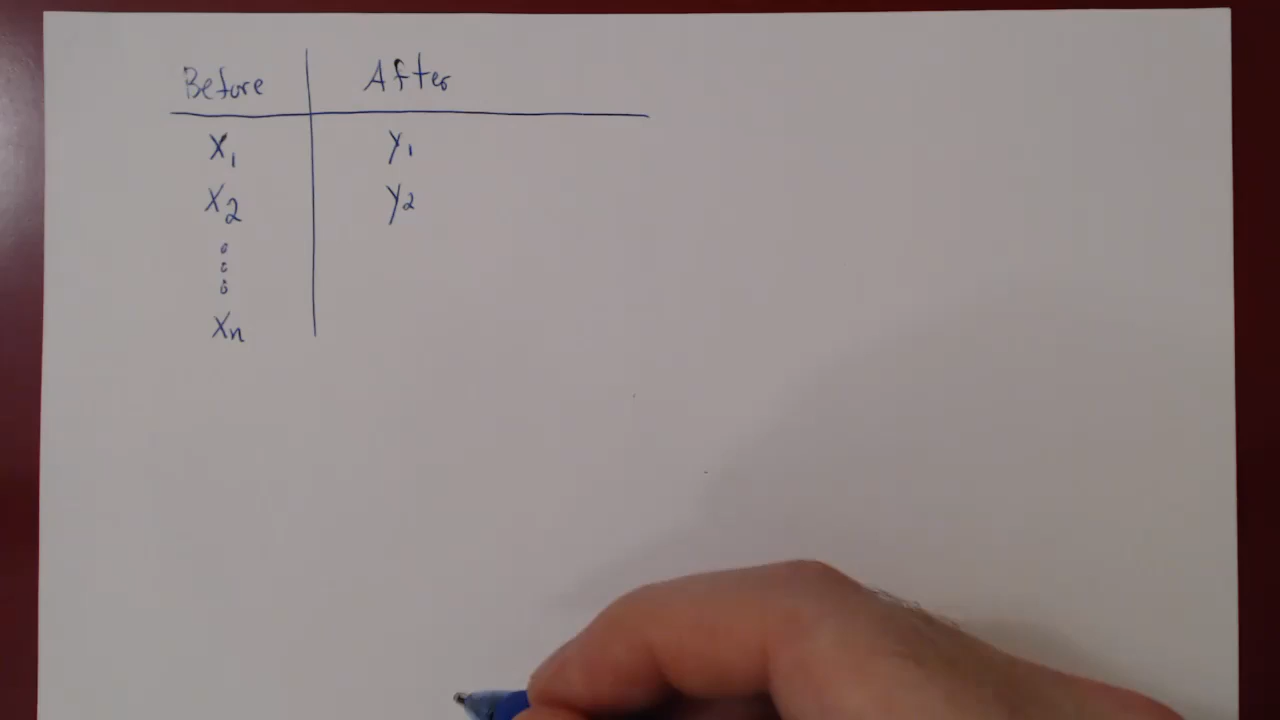 Before After
x1 y1
x2 y2
⋮
xn